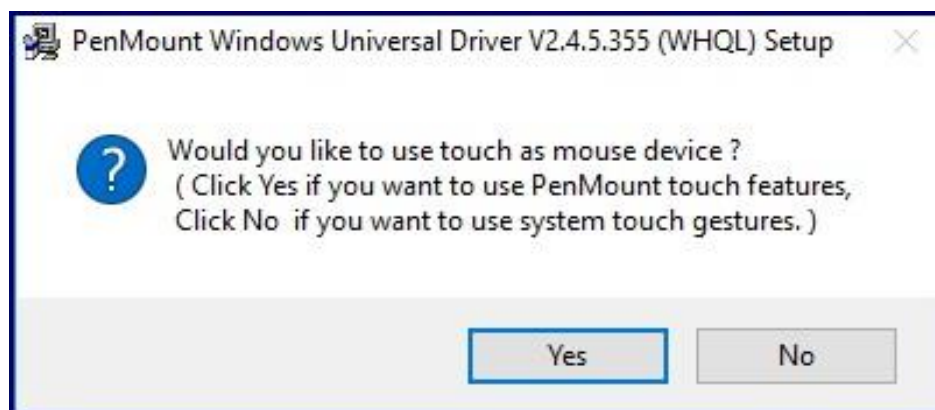 PenMount Windows Universal Driver V2.4.5.355 (WHQL) Setup
Would you like to use touch as mouse device ?
( Click Yes if you want to use PenMount touch features,
Click No  if you want to use system touch gestures. )
Yes
No